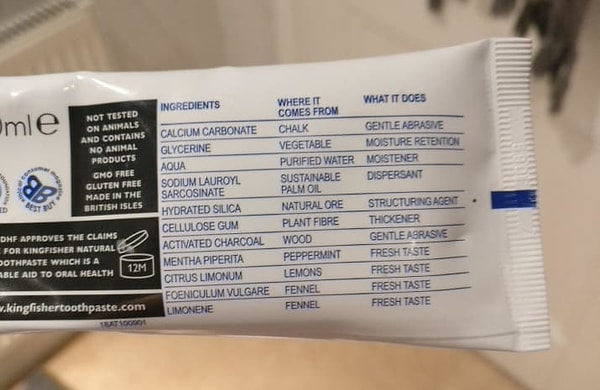 ml e
NOT TESTED
ON ANIMALS
AND CONTAINS
NO ANIMAL
PRODUCTS
GMO FREE
GLUTEN FREE
MADE IN THE
BRITISH ISLES
BEST BUY
DHF APPROVES THE CLAIMS
FOR KINGFISHER NATURAL
TOOTHPASTE WHICH IS A
ABLE AID TO ORAL HEALTH
12M
.kingfishertoothpaste.com
18AT100901
INGREDIENTS WHERE IT COMES FROM WHAT IT DOES
CALCIUM CARBONATE CHALK GENTLE ABRASIVE
GLYCERINE VEGETABLE MOISTURE RETENTION
AQUA PURIFIED WATER MOISTENER
SODIUM LAUROYL SARCOSINATE SUSTAINABLE PALM OIL DISPERSANT
HYDRATED SILICA NATURAL ORE STRUCTURING AGENT
CELLULOSE GUM PLANT FIBRE THICKENER
ACTIVATED CHARCOAL WOOD GENTLE ABRASIVE
MENTHA PIPERITA PEPPERMINT FRESH TASTE
CITRUS LIMONUM LEMONS FRESH TASTE
FOENICULUM VULGARE FENNEL FRESH TASTE
LIMONENE FENNEL FRESH TASTE